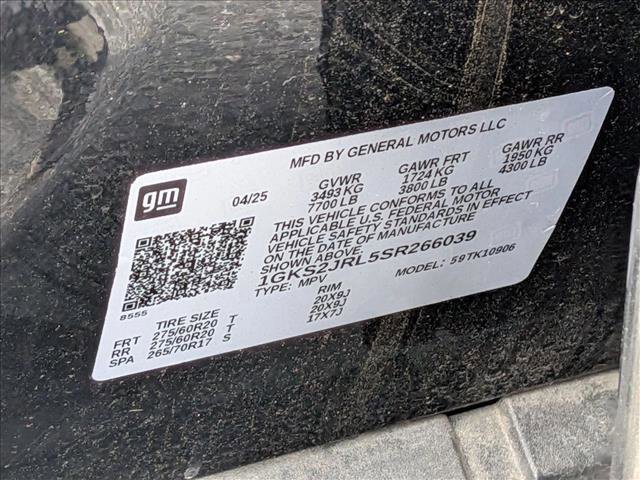 MFD BY GENERAL MOTORS LLC
gm
04/25
GVWR GAWR FRT GAWR RR
3493 KG 1724 KG 1950 KG
7700 LB 3800 LB 4300 LB
THIS VEHICLE CONFORMS TO ALL
APPLICABLE U.S. FEDERAL MOTOR
VEHICLE SAFETY STANDARDS IN EFFECT
ON THE DATE OF MANUFACTURE
SHOWN ABOVE.
1GKS2JRL5SR266039
TYPE: MPV MODEL: 59TK10906
8555
TIRE SIZE RIM
FRT 275/60R20 T 20X9J
RR 275/60R20 T 20X9J
SPA 265/70R17 S 17X7J